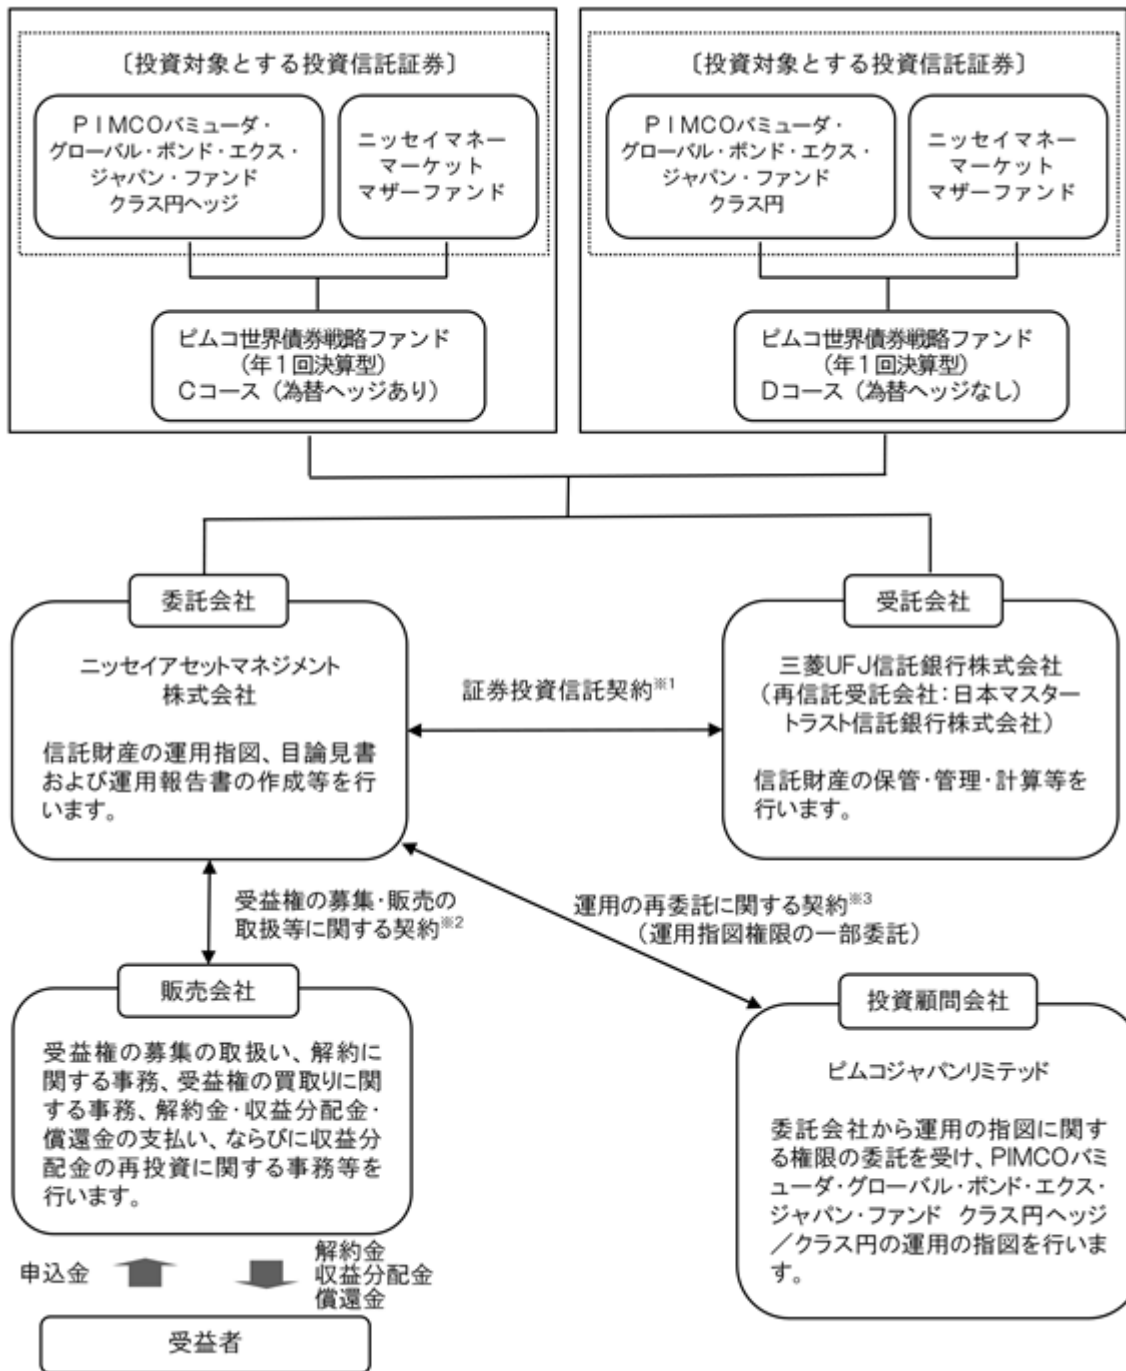 〔投資対象とする投資信託証券〕
ＰＩＭＣＯバミューダ・
グローバル・ボンド・エクス・
ジャパン・ファンド
クラス円ヘッジ
ニッセイマネー
マーケット
マザーファンド
ピムコ世界債券戦略ファンド
（年１回決算型）
Ｃコース（為替ヘッジあり）
〔投資対象とする投資信託証券〕
ＰＩＭＣＯバミューダ・
グローバル・ボンド・エクス・
ジャパン・ファンド
クラス円
ニッセイマネー
マーケット
マザーファンド
ピムコ世界債券戦略ファンド
（年１回決算型）
Ｄコース（為替ヘッジなし）
委託会社
ニッセイアセットマネジメント
株式会社
信託財産の運用指図、目論見書
および運用報告書の作成等を行
います。
証券投資信託契約※1
受託会社
三菱UFJ信託銀行株式会社
（再信託受託会社：日本マスター
トラスト信託銀行株式会社）
信託財産の保管・管理・計算等を
行います。
受益権の募集・販売の
取扱等に関する契約※2
運用の再委託に関する契約※3
（運用指図権限の一部委託）
販売会社
受益権の募集の取扱い、解約に
関する事務、受益権の買取りに関
する事務、解約金・収益分配金・
償還金の支払い、ならびに収益分
配金の再投資に関する事務等を
行います。
投資顧問会社
ピムコジャパンリミテッド
委託会社から運用の指図に関す
る権限の委託を受け、PIMCOバミ
ューダ・グローバル・ボンド・エクス・
ジャパン・ファンド クラス円ヘッジ
／クラス円の運用の指図を行いま
す。
申込金
解約金
収益分配金
償還金
受益者